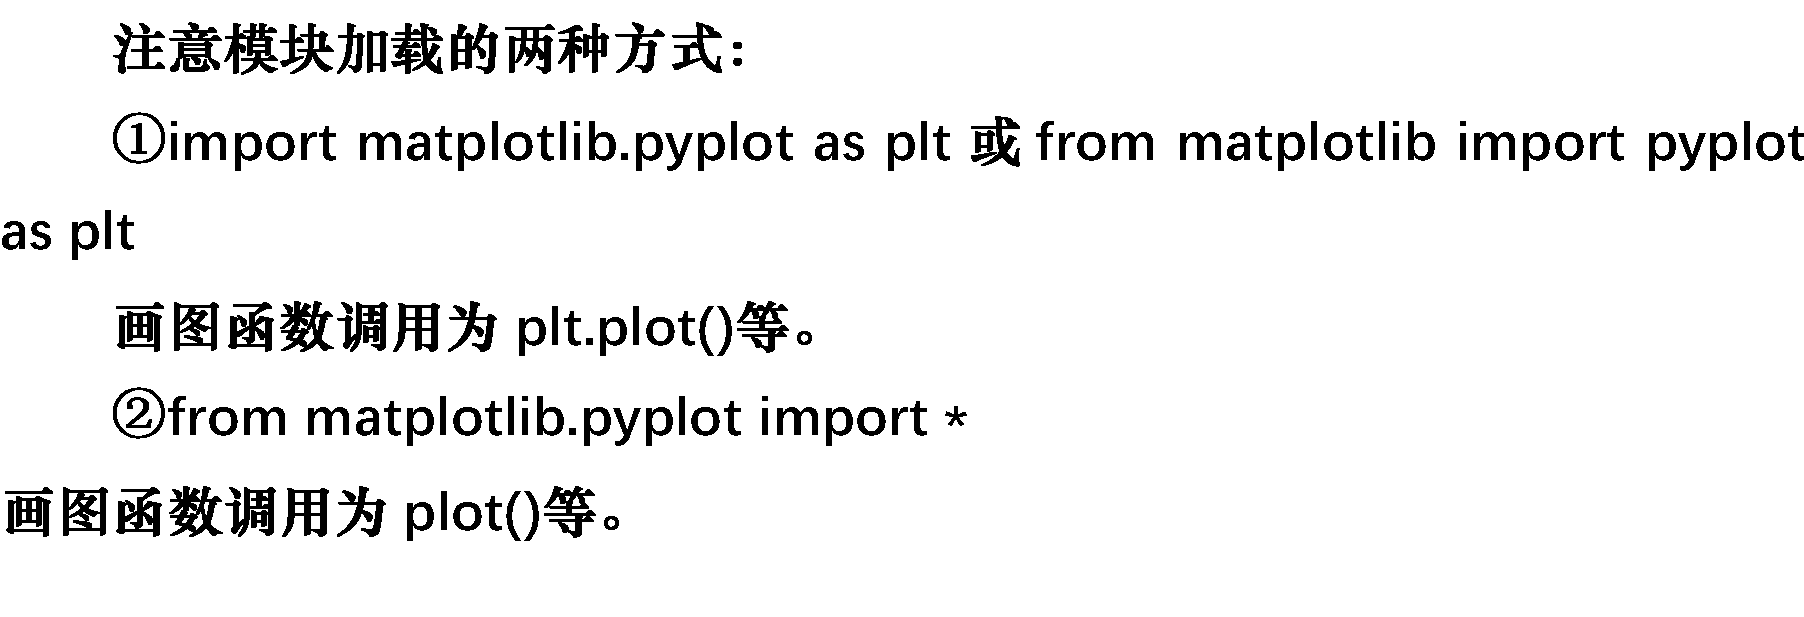 注意模块加载的两种方式：
①import matplotlib.pyplot as plt 或 from matplotlib import pyplot
as plt
画图函数调用为 plt.plot()等。
②from matplotlib.pyplot import *
画图函数调用为 plot()等。